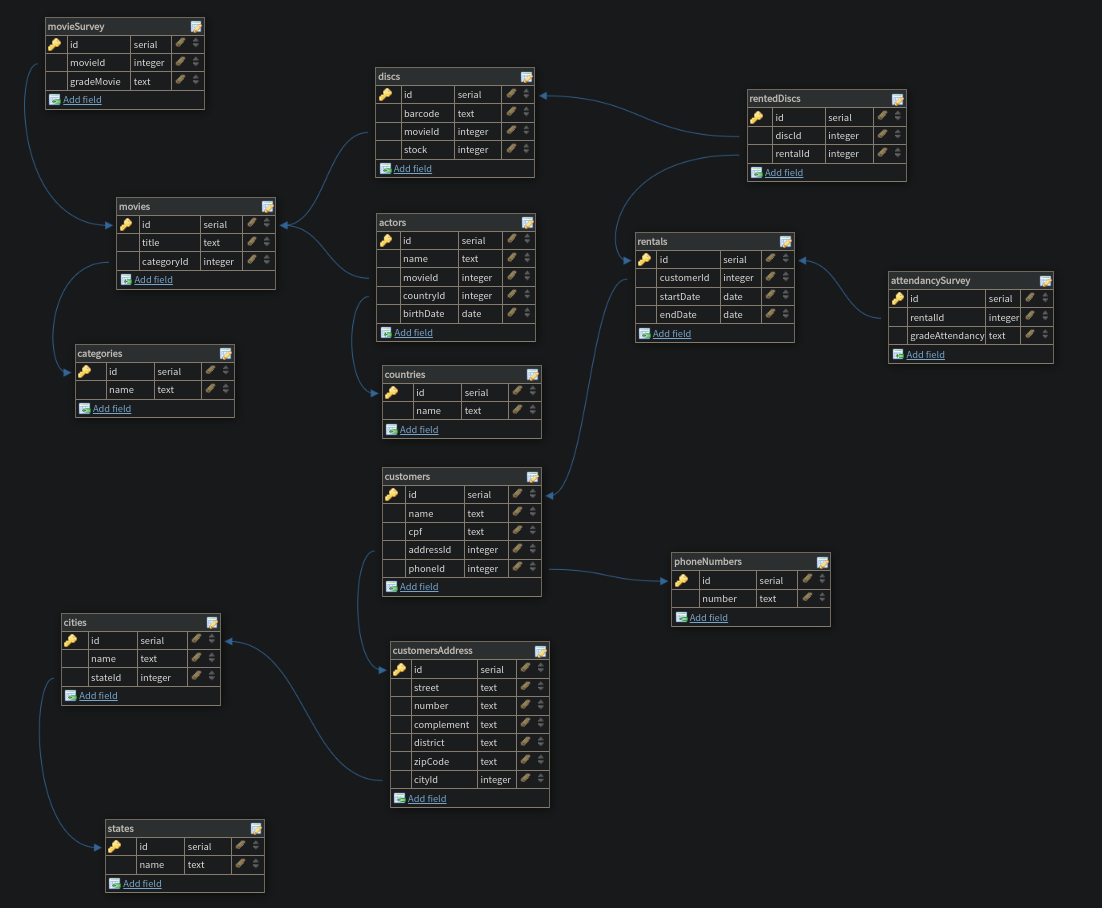 movieSurvey
id serial
movieId integer
gradeMovie text
Add field
discs
id serial
barcode text
movieId integer
stock integer
Add field
rentedDiscs
id serial
discId integer
rentalId integer
Add field
movies
id serial
title text
categoryId integer
Add field
actors
id serial
name text
movieId integer
countryId integer
birthDate date
Add field
rentals
id serial
customerId integer
startDate date
endDate date
Add field
attendancySurvey
id serial
rentalId integer
gradeAttendancy text
Add field
categories
id serial
name text
Add field
countries
id serial
name text
Add field
customers
id serial
name text
cpf text
addressId integer
phoneId integer
Add field
phoneNumbers
id serial
number text
Add field
cities
id serial
name text
stateId integer
Add field
customersAddress
id serial
street text
number text
complement text
district text
zipCode text
cityId integer
Add field
states
id serial
name text
Add field